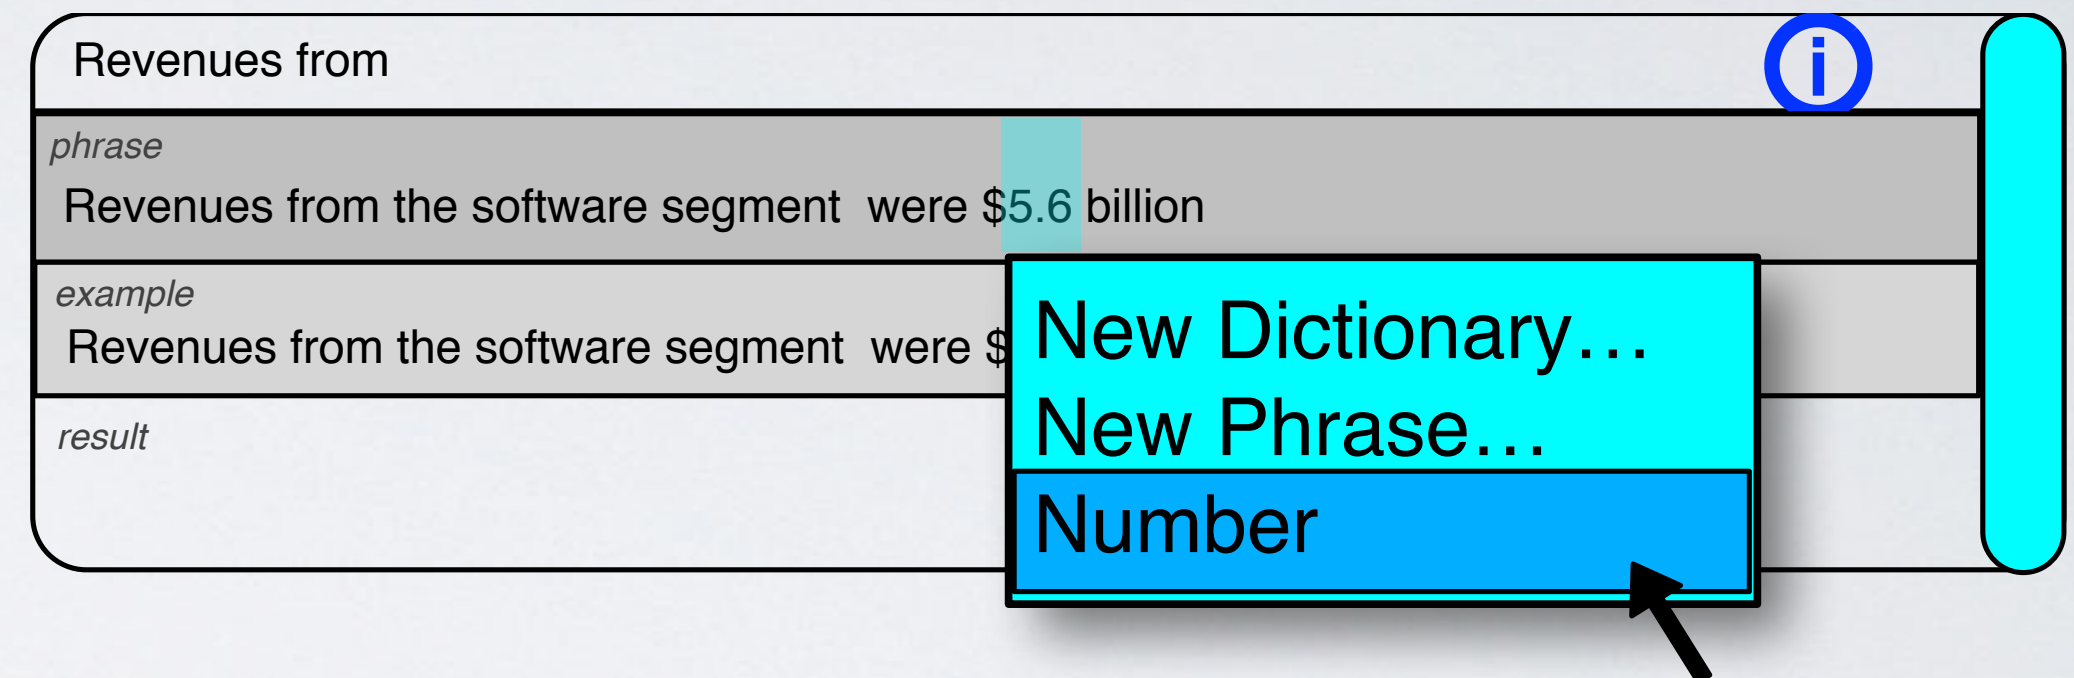 Revenues from
i
phrase
Revenues from the software segment  were $5.6 billion
example
Revenues from the software segment  were $
New Dictionary…
New Phrase…
Number
result